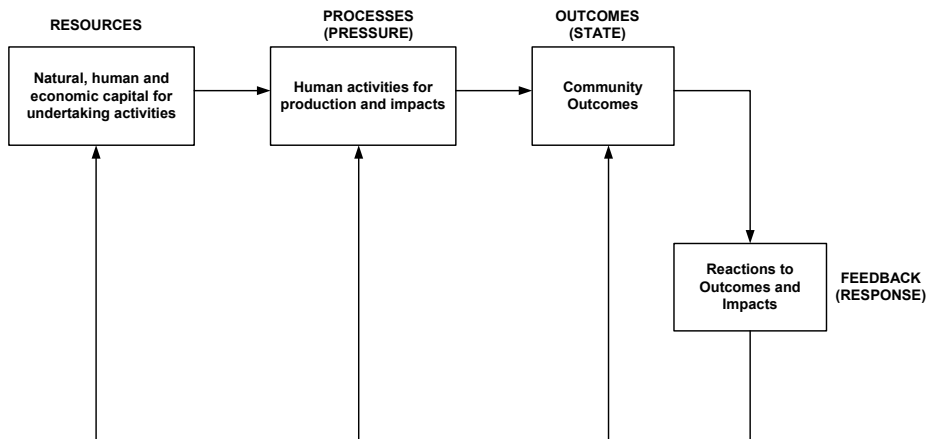 RESOURCES
PROCESSES
(PRESSURE)
OUTCOMES
(STATE)
Natural, human and
economic capital for
undertaking activities
Human activities for
production and impacts
Community
Outcomes
Reactions to
Outcomes and
Impacts
FEEDBACK
(RESPONSE)